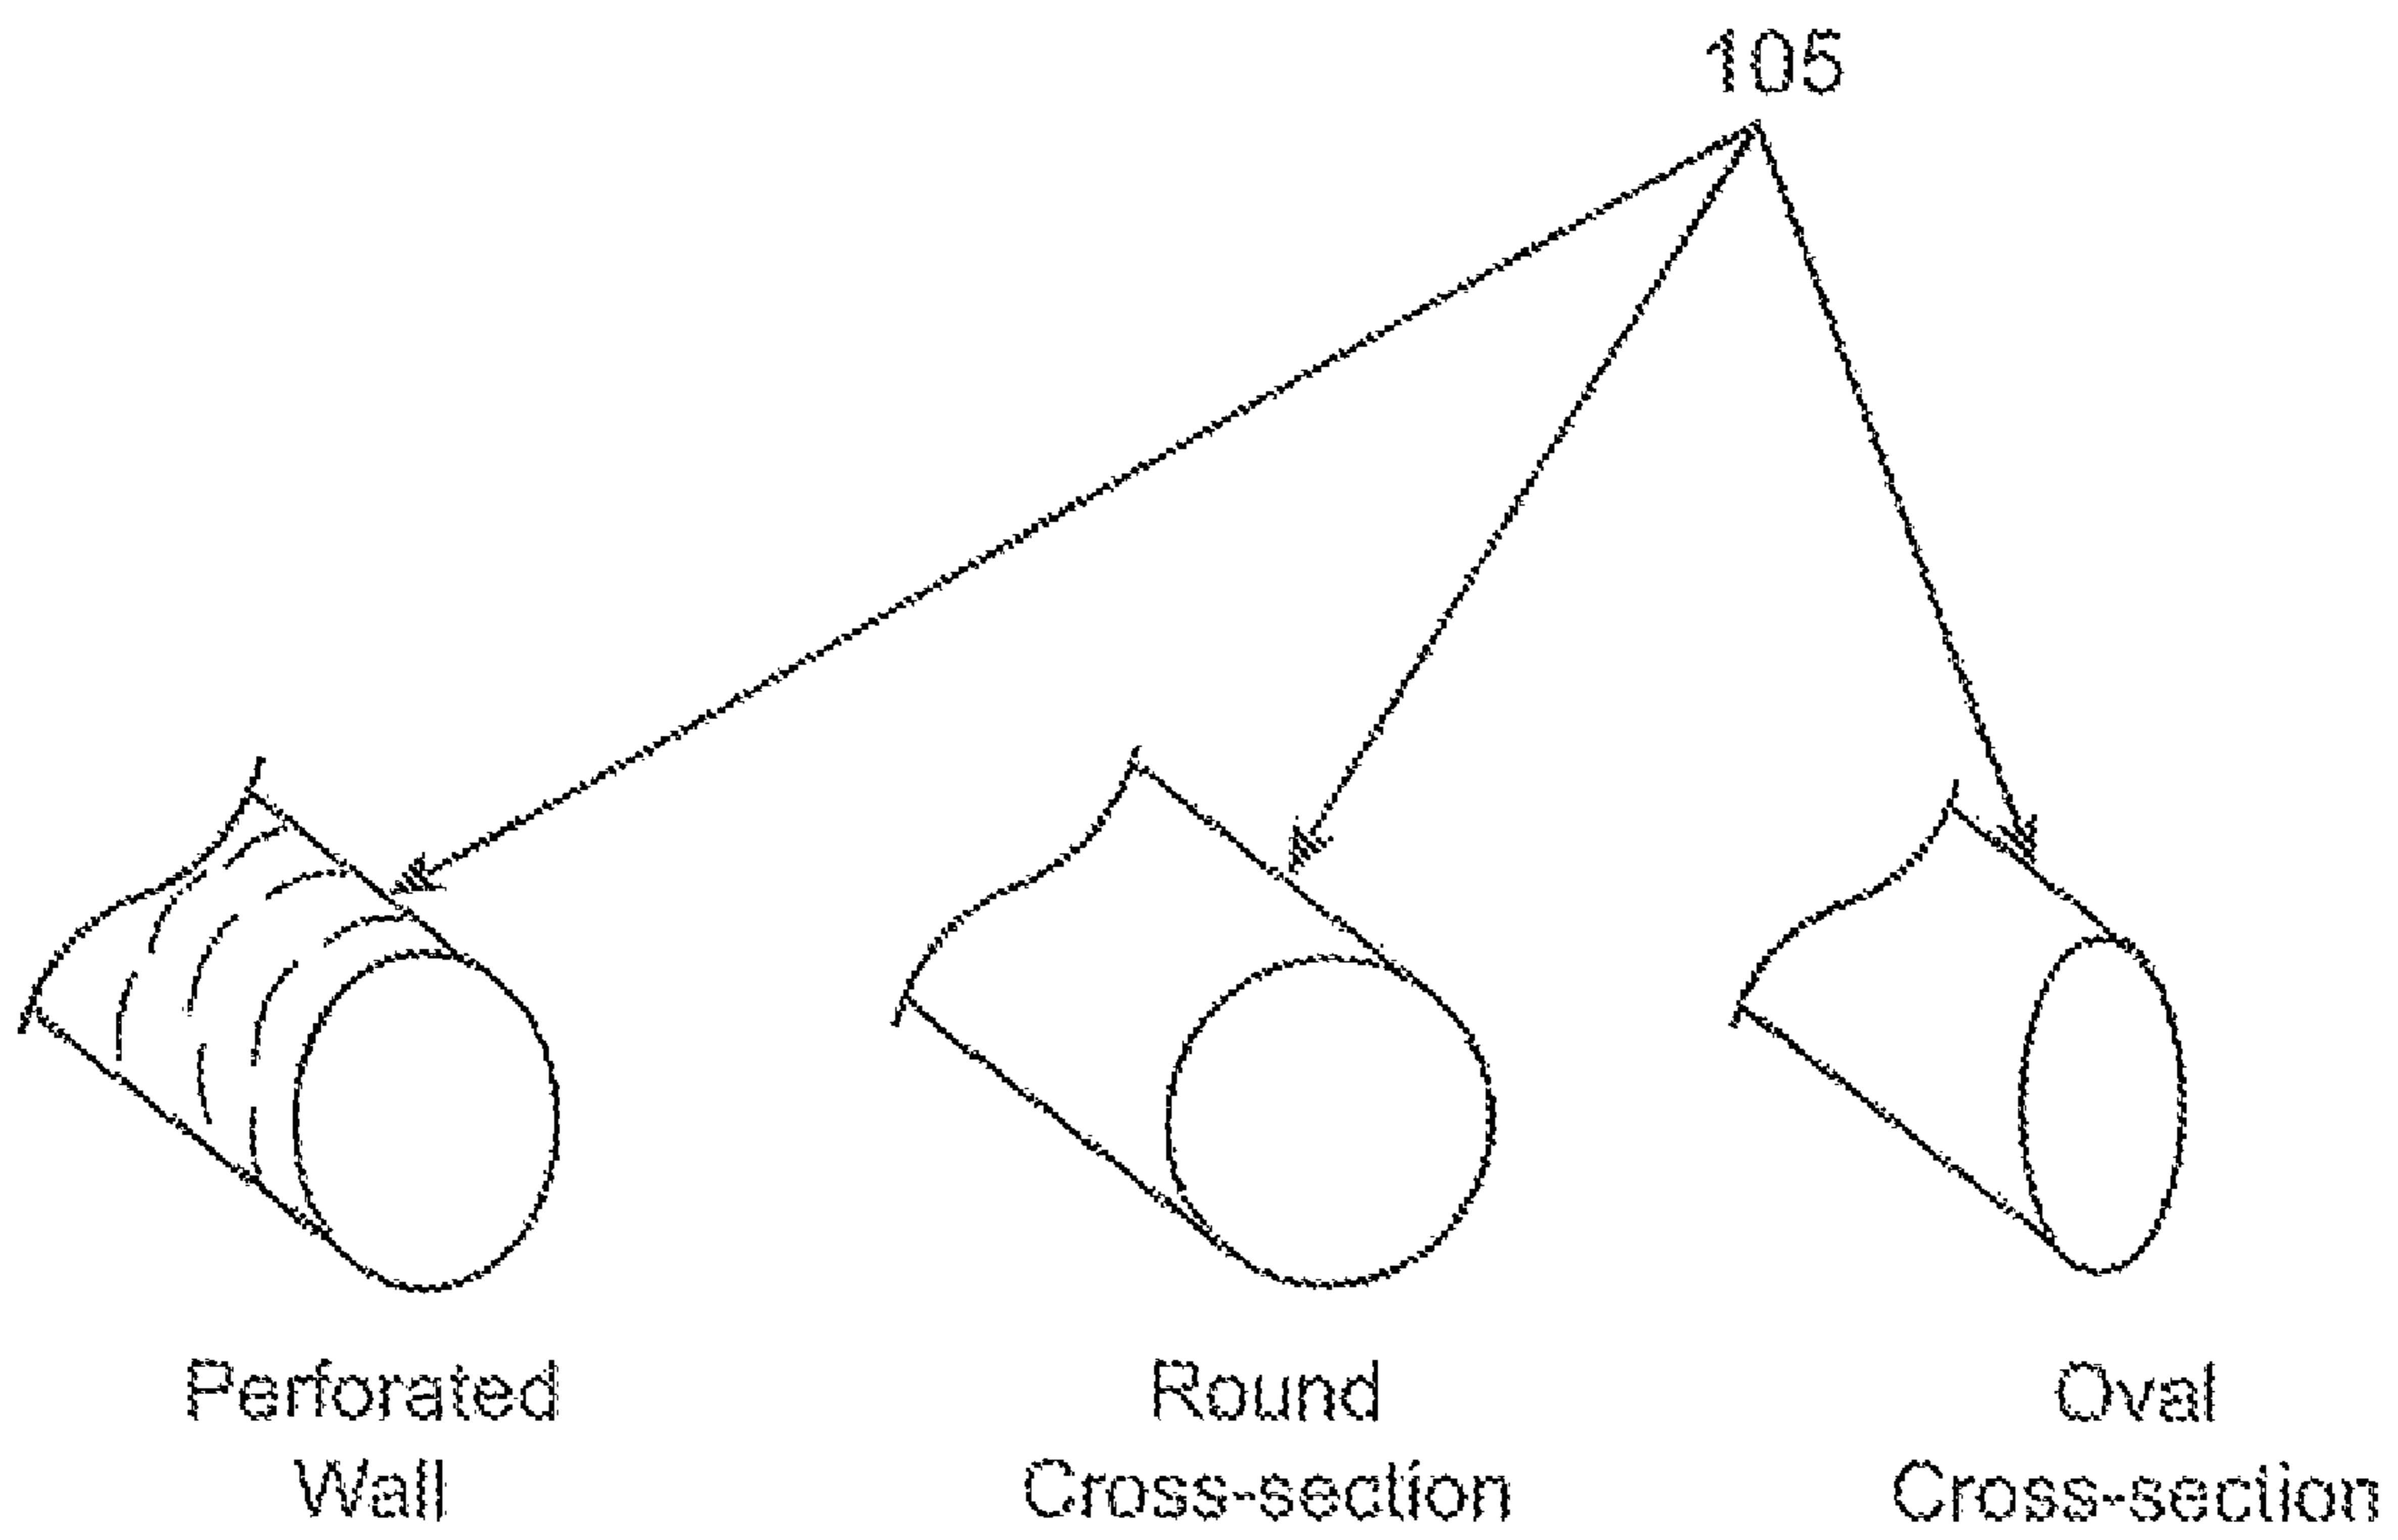 105
Perforated
Wall
Round
Cross-section
Oval
Cross-section